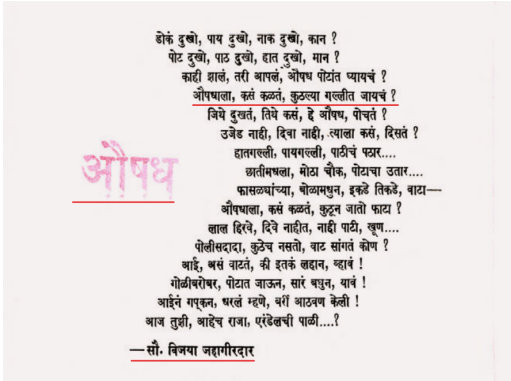 औषध
डोकं दुखो, पाय दुखो, नाक दुखो, कान ?
पोट दुखो, पाठ दुखो, हात दुखो, मान ?
काही झालं, तरी आपलं, औषध पोटांत घ्यायचं ?
औषधाला, कसं कळतं, कुठल्या गल्लीत जायचं ?
जिथे दुखतं, तिथे कसं, हे औषध, पोचतं ?
उजेड नाही, दिवा नाही, त्याला कसं, दिसतं ?
हातगल्ली, पायगल्ली, पाठीचं पठार....
छातीमधला, मोठा चौक, पोटाचा उतार....
फासळ्यांच्या, बोळामधुन, इकडे तिकडे, वाटा—
औषधाला, कसं कळतं, कुठून जातो फाटा ?
लाल हिरवे, दिवे नाहीत, नाही पाटी, खूण....
पोलीसदादा, कुठेच नसतो, वाट सांगतं कोण ?
आई, असं वाटतं, की इतकं लहान, व्हावं !
गोळीबरोबर, पोटात जाऊन, सारं बघुन, यावं !
आईनं गपकन, धरलं म्हणे, बरीं आठवण केली !
आज तुझी, आहेच राजा, एरंडेलची पाळी....?
—सौ. विजया जहागीरदार